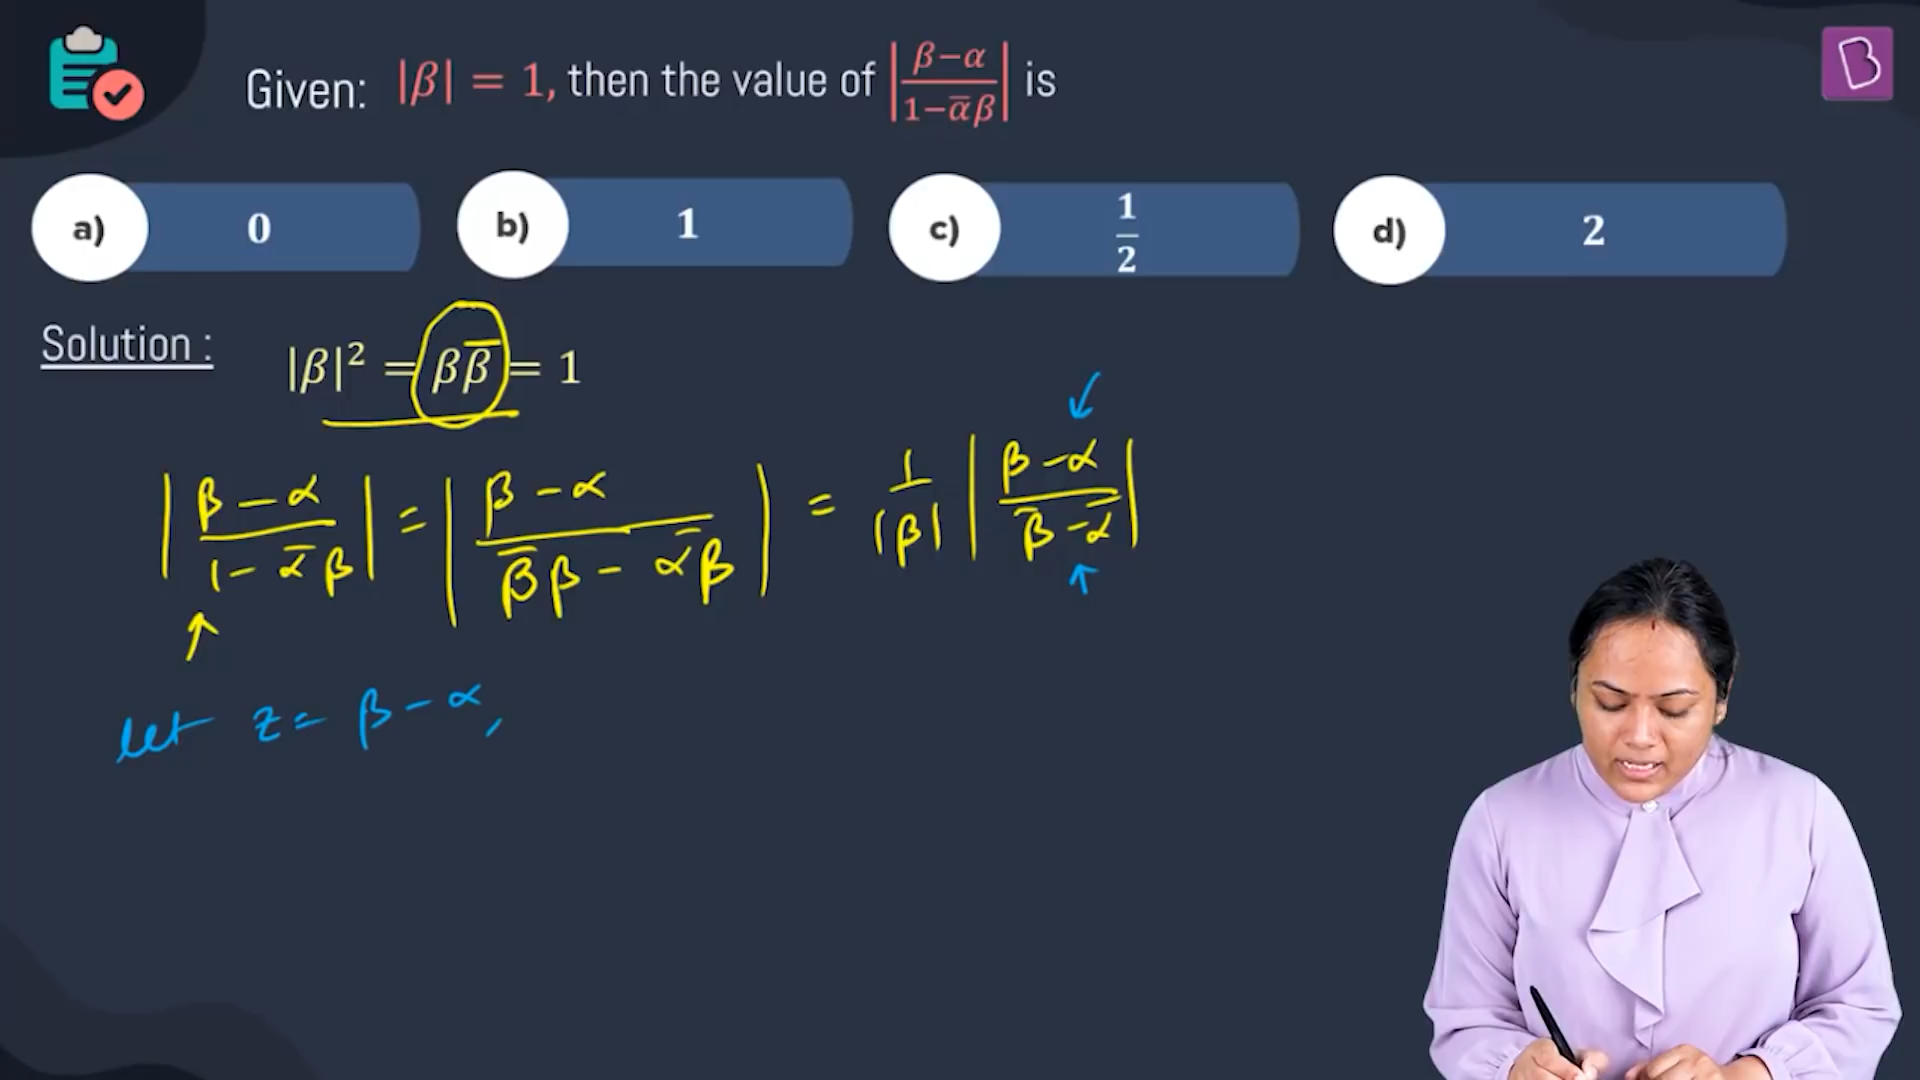 Given: |β| = 1, then the value of |β−α / 1−ᾱβ| is
a) 0
b) 1
c) 1/2
d) 2
Solution :
|β|² = ββ̅ = 1
|β − α / 1 − ᾱβ| = |β − α / β̅β − ᾱβ| = 1/|β| |β − α / β̅ − ᾱ|
let z = β − α,